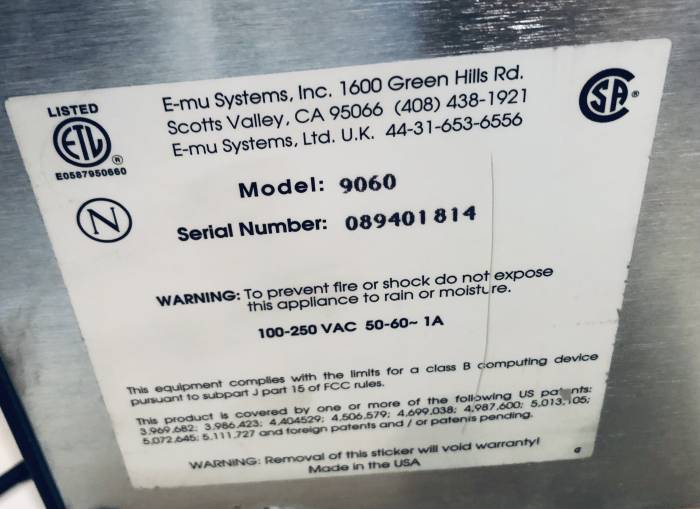 LISTED
ETL
®
E0587950660
N
E-mu Systems, Inc. 1600 Green Hills Rd.
Scotts Valley, CA 95066 (408) 438-1921
E-mu Systems, Ltd. U.K. 44-31-653-6556
SA®
Model: 9060
Serial Number: 089401814
WARNING: To prevent fire or shock do not expose
this appliance to rain or moisture.
100-250 VAC 50-60~ 1A
This equipment complies with the limits for a class B computing device
pursuant to subpart J part 15 of FCC rules.
This product is covered by one or more of the following US patents:
3,969,682; 3,986,423; 4,404529; 4,506,579; 4,699,038; 4,987,600; 5,013,105;
5,072,645; 5,111,727 and foreign patents and / or patents pending.
WARNING: Removal of this sticker will void warranty!
Made in the USA